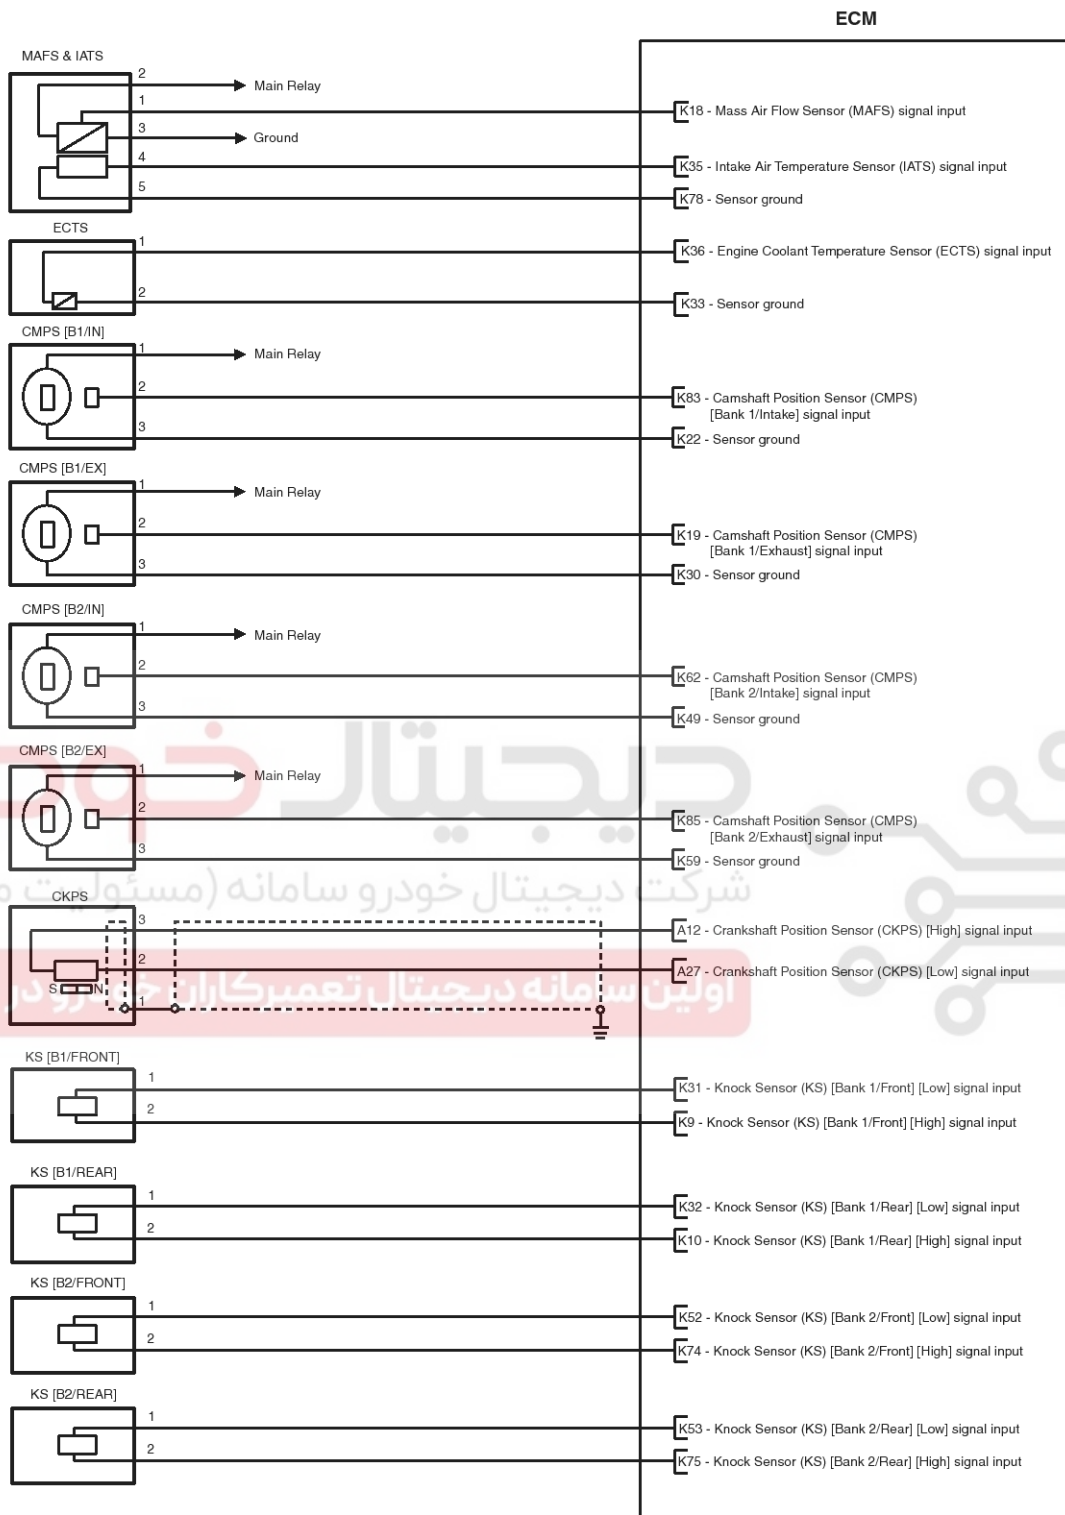 ECM
MAFS & IATS
2
Main Relay
1
K18 - Mass Air Flow Sensor (MAFS) signal input
3
Ground
4
K35 - Intake Air Temperature Sensor (IATS) signal input
5
K78 - Sensor ground
ECTS
1
K36 - Engine Coolant Temperature Sensor (ECTS) signal input
2
K33 - Sensor ground
CMPS [B1/IN]
1
Main Relay
2
K83 - Camshaft Position Sensor (CMPS)
[Bank 1/Intake] signal input
3
K22 - Sensor ground
CMPS [B1/EX]
1
Main Relay
2
K19 - Camshaft Position Sensor (CMPS)
[Bank 1/Exhaust] signal input
3
K30 - Sensor ground
CMPS [B2/IN]
1
Main Relay
2
K62 - Camshaft Position Sensor (CMPS)
[Bank 2/Intake] signal input
3
K49 - Sensor ground
دیجیتال
CMPS [B2/EX]
1
Main Relay
2
K85 - Camshaft Position Sensor (CMPS)
[Bank 2/Exhaust] signal input
3
K59 - Sensor ground
شرکت دیجیتال خودرو سامانه (مسئولیت
CKPS
3
A12 - Crankshaft Position Sensor (CKPS) [High] signal input
2
A27 - Crankshaft Position Sensor (CKPS) [Low] signal input
S N
اولین سامانه دیجیتال تعمیرکاران خودرو در
1
KS [B1/FRONT]
1
K31 - Knock Sensor (KS) [Bank 1/Front] [Low] signal input
2
K9 - Knock Sensor (KS) [Bank 1/Front] [High] signal input
KS [B1/REAR]
1
K32 - Knock Sensor (KS) [Bank 1/Rear] [Low] signal input
2
K10 - Knock Sensor (KS) [Bank 1/Rear] [High] signal input
KS [B2/FRONT]
1
K52 - Knock Sensor (KS) [Bank 2/Front] [Low] signal input
2
K74 - Knock Sensor (KS) [Bank 2/Front] [High] signal input
KS [B2/REAR]
1
K53 - Knock Sensor (KS) [Bank 2/Rear] [Low] signal input
2
K75 - Knock Sensor (KS) [Bank 2/Rear] [High] signal input